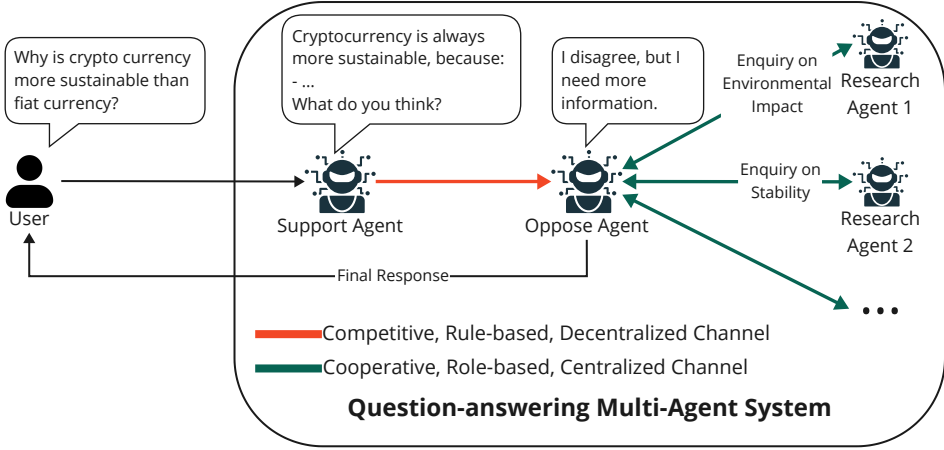 Why is crypto currency
more sustainable than
fiat currency?
Cryptocurrency is always
more sustainable, because:
- ...
What do you think?
I disagree, but I
need more
information.
Enquiry on
Environmental
Impact
Research
Agent 1
Enquiry on
Stability
Research
Agent 2
User
Support Agent
Oppose Agent
Final Response
...
Competitive, Rule-based, Decentralized Channel
Cooperative, Role-based, Centralized Channel
Question-answering Multi-Agent System